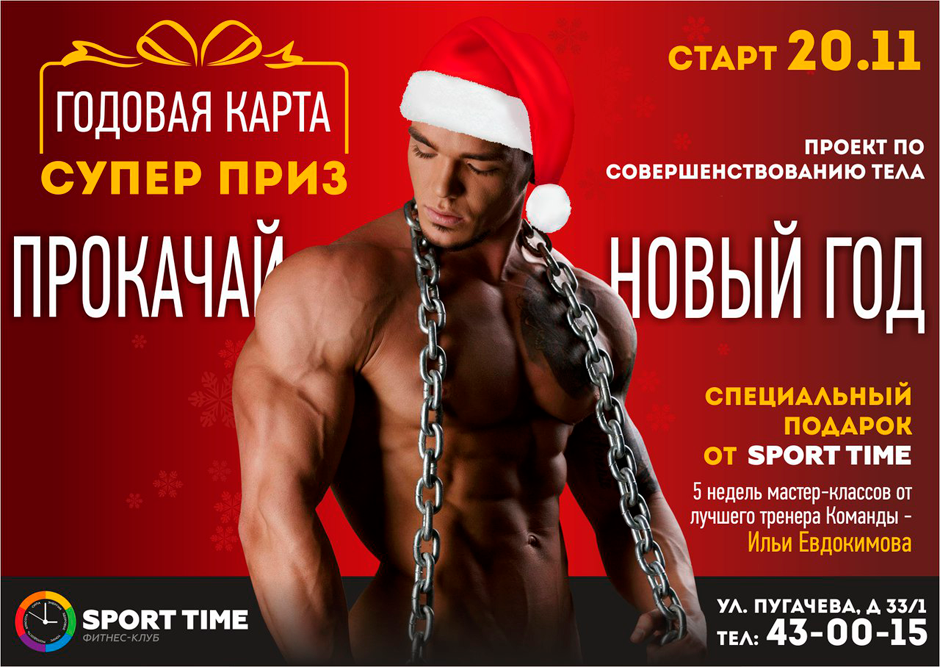 ГОДОВАЯ КАРТА
СУПЕР ПРИЗ
СТАРТ 20.11
ПРОЕКТ ПО
СОВЕРШЕНСТВОВАНИЮ ТЕЛА
ПРОКАЧАЙ НОВЫЙ ГОД
СПЕЦИАЛЬНЫЙ
ПОДАРОК
ОТ SPORT TIME
5 недель мастер-классов от
лучшего тренера Команды -
Ильи Евдокимова
SPORT TIME
ФИТНЕС-КЛУБ
УЛ. ПУГАЧЕВА, Д 33/1
ТЕЛ: 43-00-15